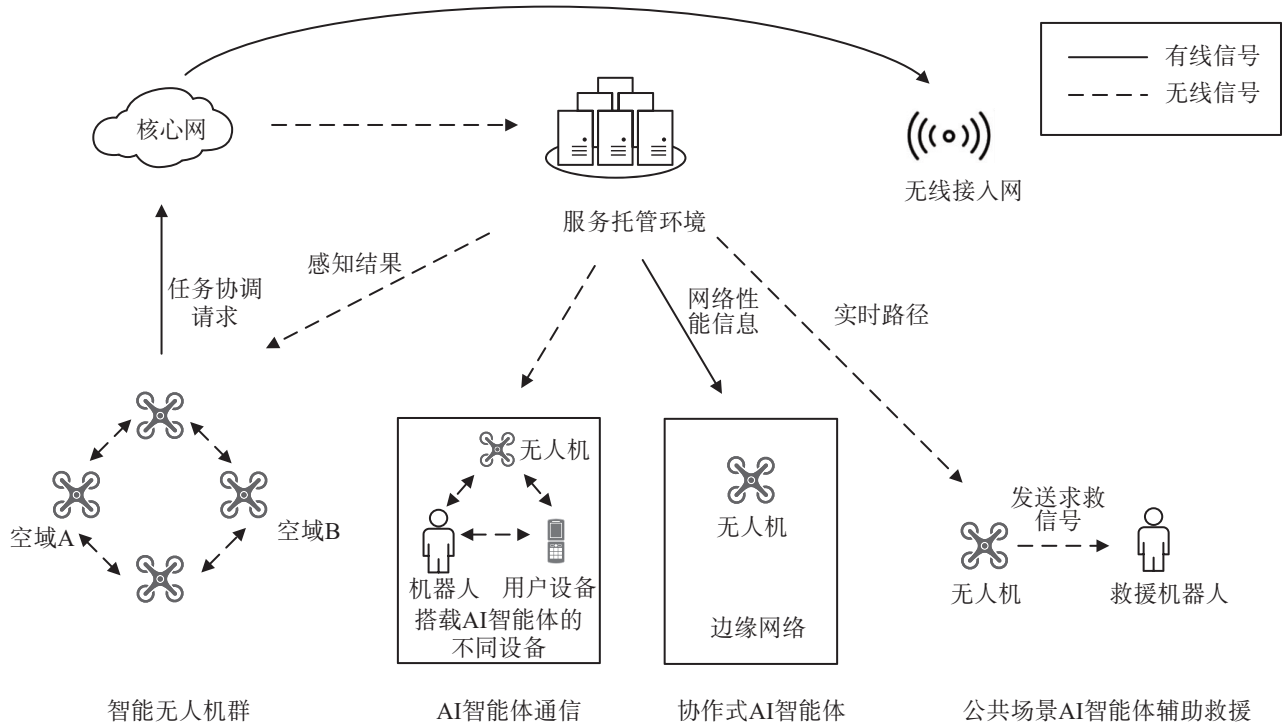 有线信号
无线信号
核心网
无线接入网
服务托管环境
任务协调
请求
感知结果
网络性
能信息
实时路径
空域A
空域B
无人机
机器人
用户设备
搭载AI智能体的
不同设备
无人机
边缘网络
发送求救
信号
无人机
救援机器人
智能无人机群
AI智能体通信
协作式AI智能体
公共场景AI智能体辅助救援